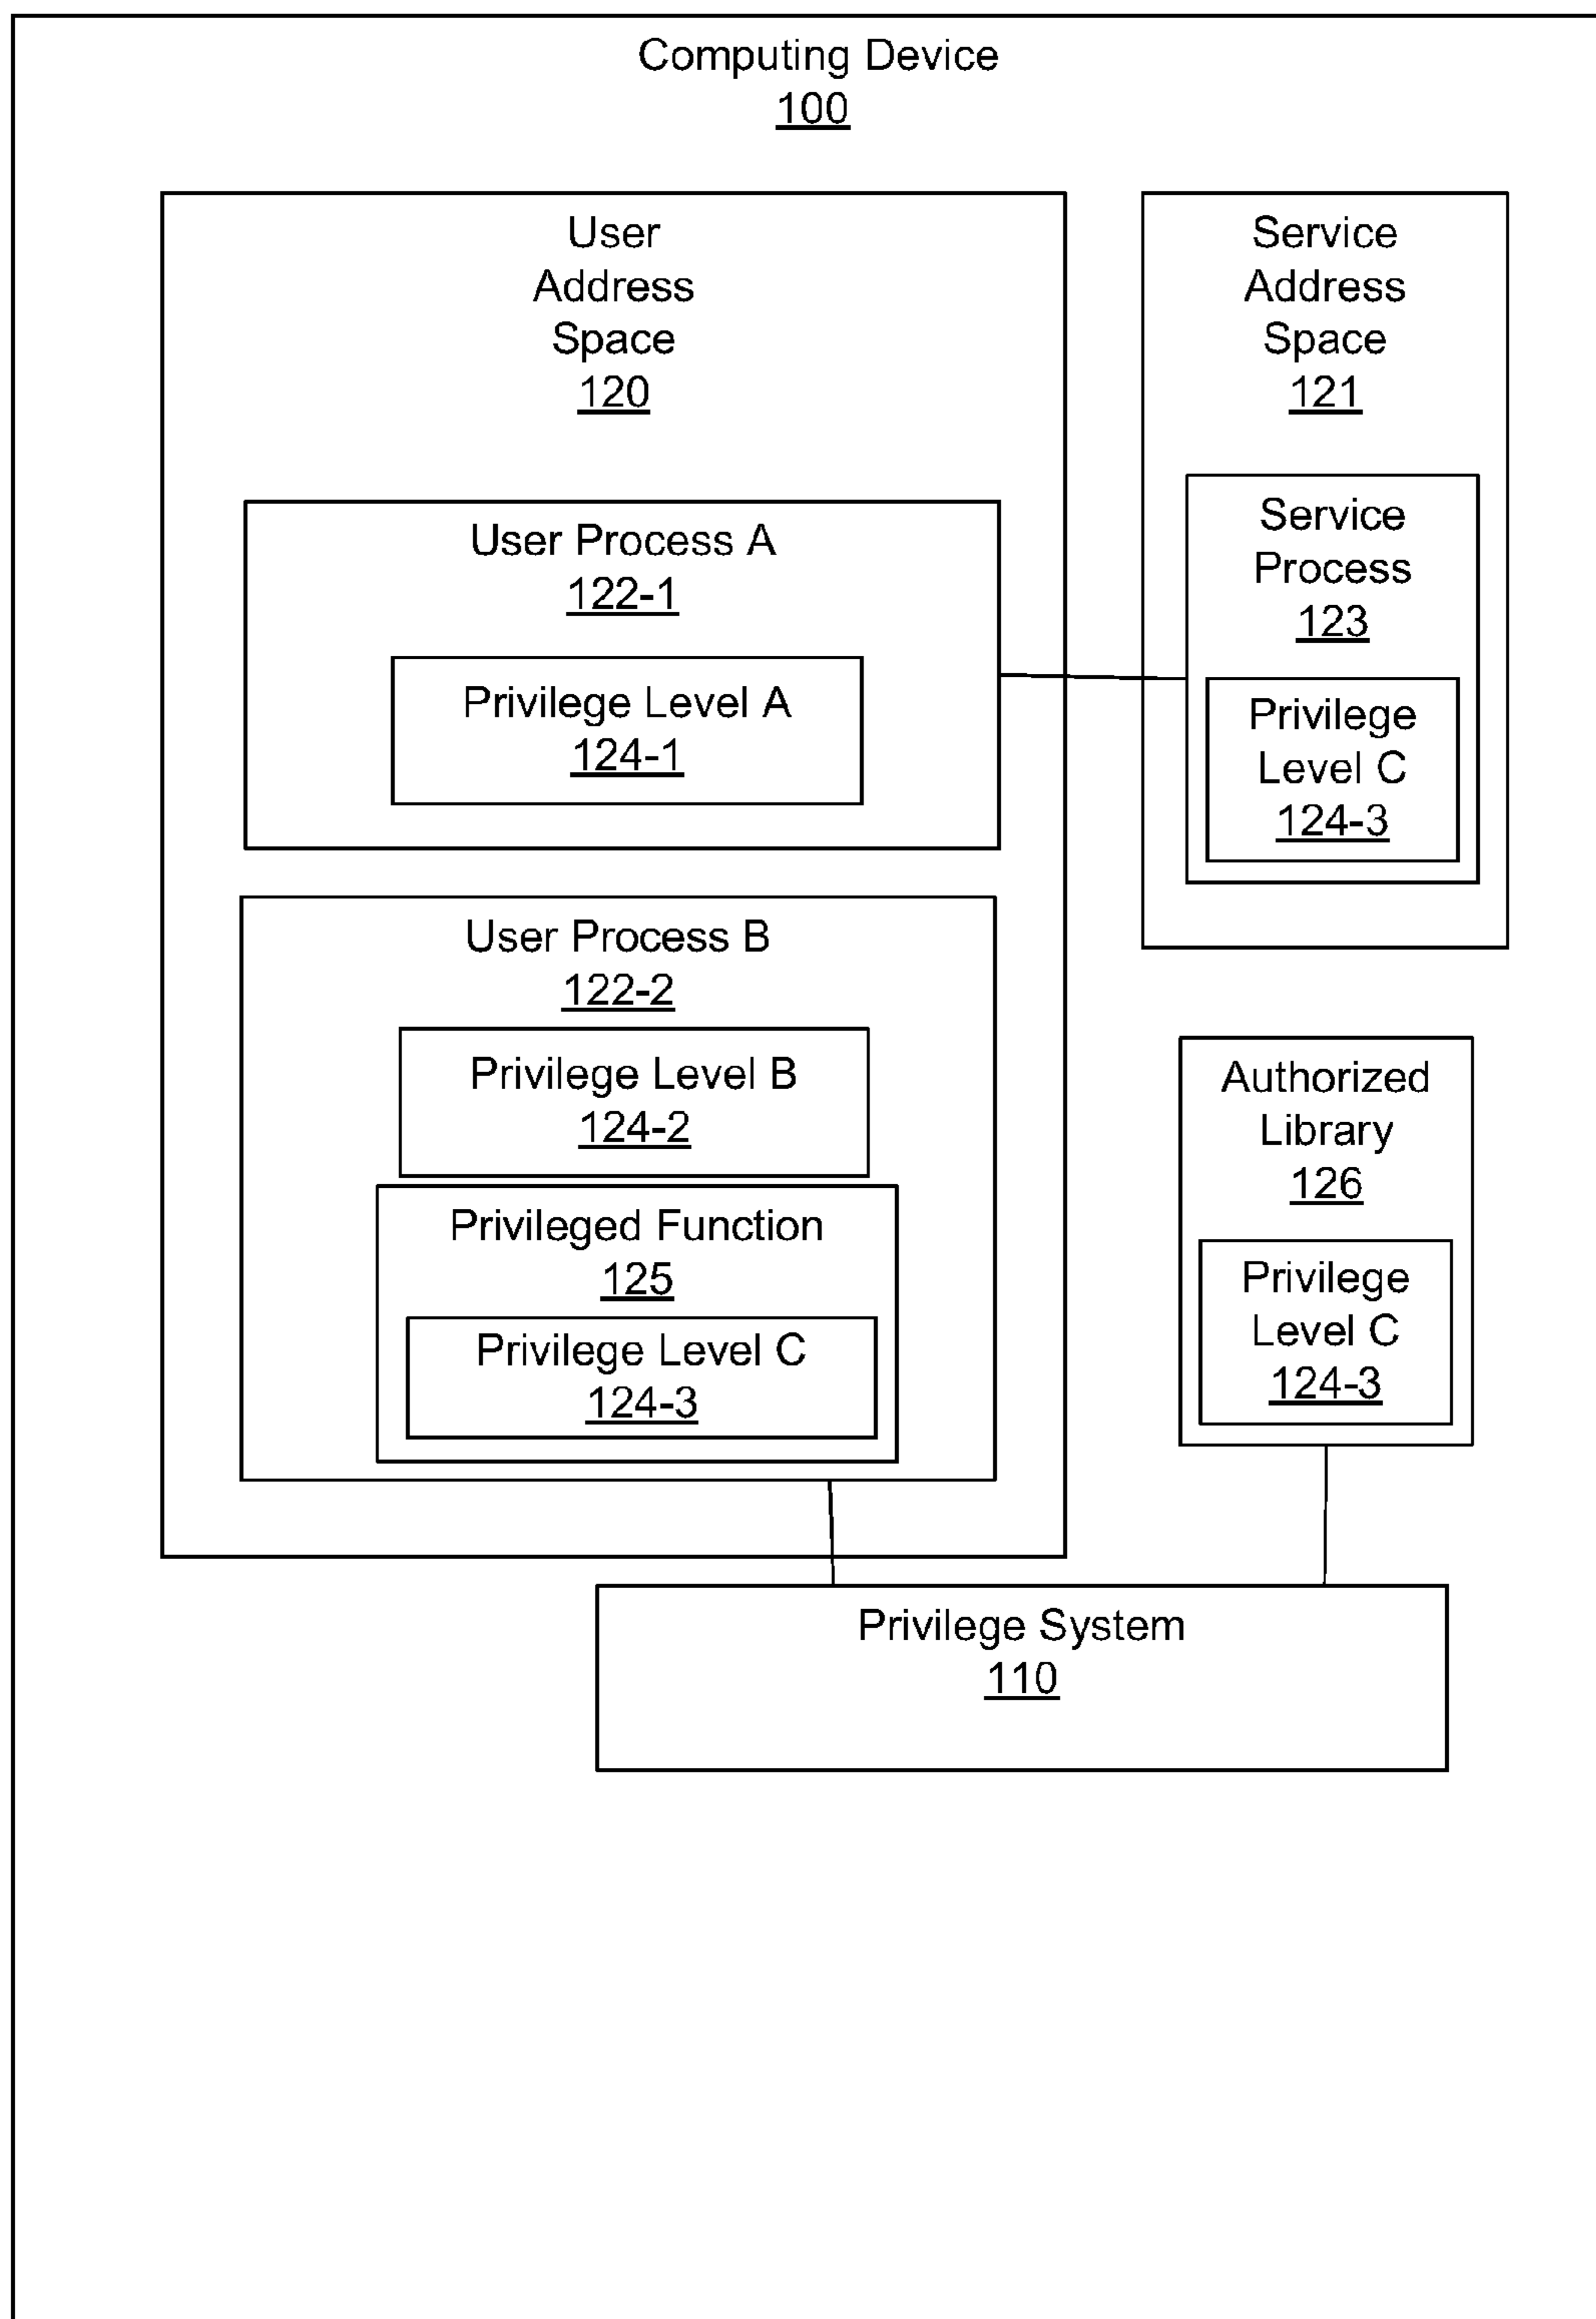 Computing Device
100
User
Address
Space
120
User Process A
122-1
Privilege Level A
124-1
User Process B
122-2
Privilege Level B
124-2
Privileged Function
125
Privilege Level C
124-3
Service
Address
Space
121
Service
Process
123
Privilege
Level C
124-3
Authorized
Library
126
Privilege
Level C
124-3
Privilege System
110